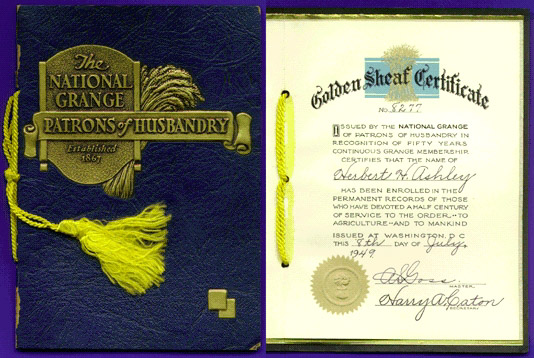 The
NATIONAL
GRANGE
PATRONS of HUSBANDRY
Established
1867
Golden Sheaf Certificate
No. 8277
ISSUED BY THE NATIONAL GRANGE
OF PATRONS OF HUSBANDRY IN
RECOGNITION OF FIFTY YEARS
CONTINUOUS GRANGE MEMBERSHIP
CERTIFIES THAT THE NAME OF
Herbert H. Ashley
HAS BEEN ENROLLED IN THE
PERMANENT RECORDS OF THOSE
WHO HAVE DEVOTED A HALF CENTURY
OF SERVICE TO THE ORDER-TO
AGRICULTURE-AND TO MANKIND
ISSUED AT WASHINGTON, D.C
THIS 8th DAY OF July,
1949
A.S. Goss
MASTER
Harry A. Caton
SECRETARY